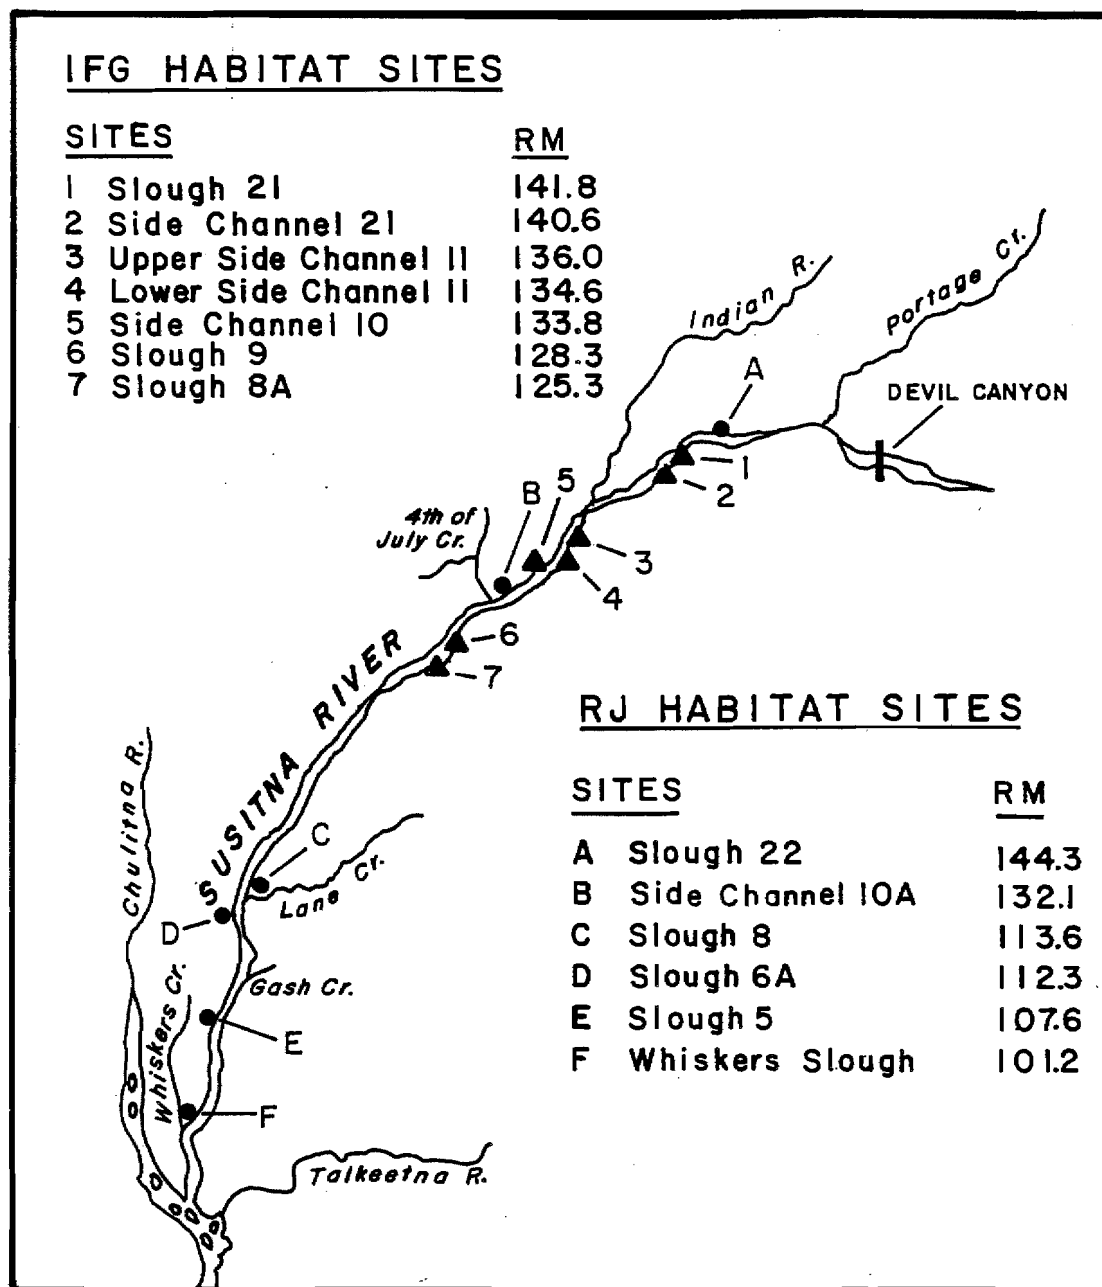 IFG HABITAT SITES
SITES RM
1 Slough 21 141.8
2 Side Channel 21 140.6
3 Upper Side Channel 11 136.0
4 Lower Side Channel 11 134.6
5 Side Channel 10 133.8
6 Slough 9 128.3
7 Slough 8A 125.3
Indian R.
Portage Cr.
A
DEVIL CANYON
1
2
B
5
4th of
July Cr.
3
4
6
7
SUSITNA RIVER
RJ HABITAT SITES
SITES RM
A Slough 22 144.3
B Side Channel 10A 132.1
C Slough 8 113.6
D Slough 6A 112.3
E Slough 5 107.6
F Whiskers Slough 101.2
Chulitna R.
C
Lane Cr.
D
Gash Cr.
Whiskers Cr.
E
F
Talkeetna R.